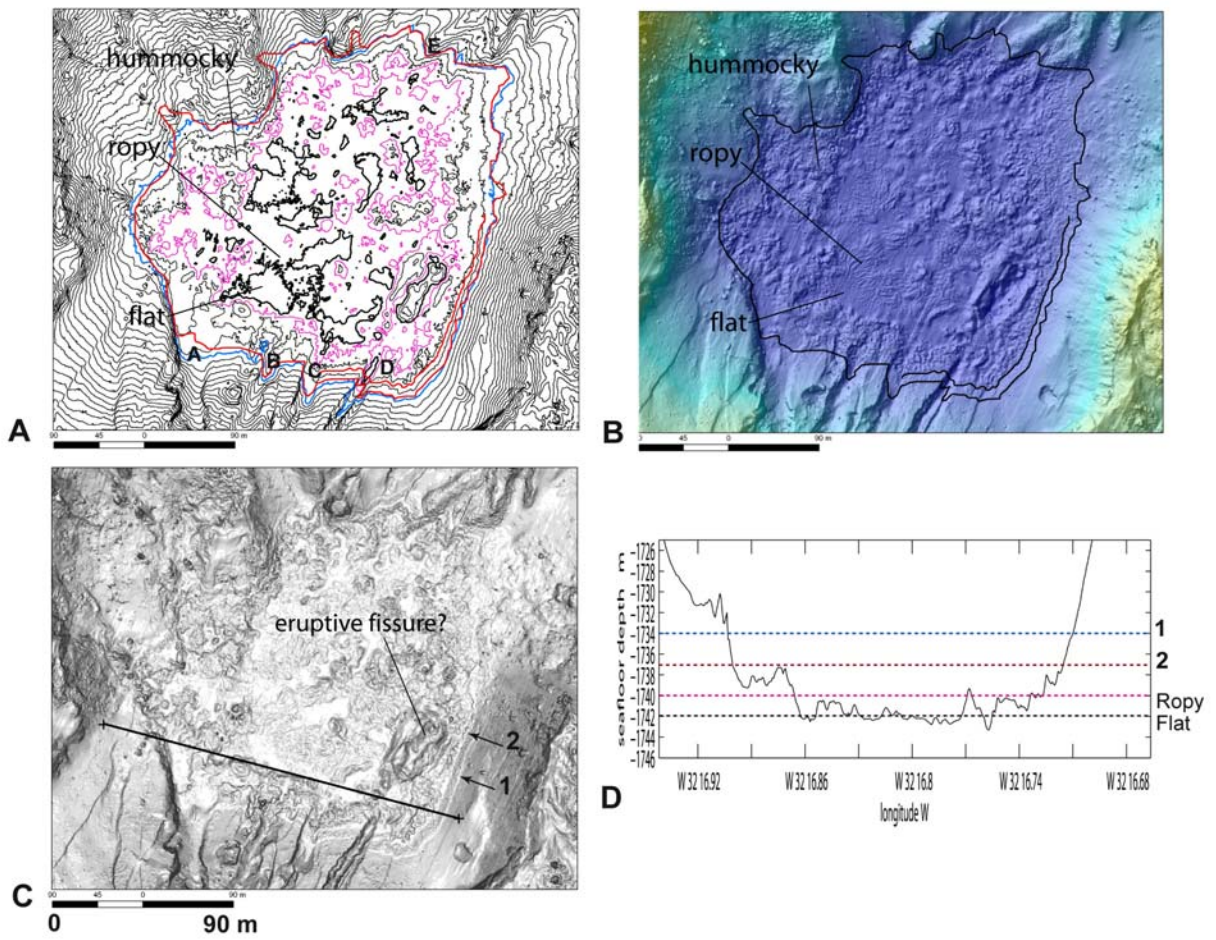 hummocky
E
ropy
flat
A
B
C
D
A
90 45 0 90 m
hummocky
ropy
flat
B
45 0 90 m
eruptive fissure?
2
1
C
90 45 0 90 m
0 90 m
seafloor depth m
-1726
-1728
-1730
-1732
-1734
-1736
-1738
-1740
-1742
-1744
-1746
1
2
Ropy
Flat
W 32 16.92 W 32 16.86 W 32 16.8 W 32 16.74 W 32 16.68
longitude W
D